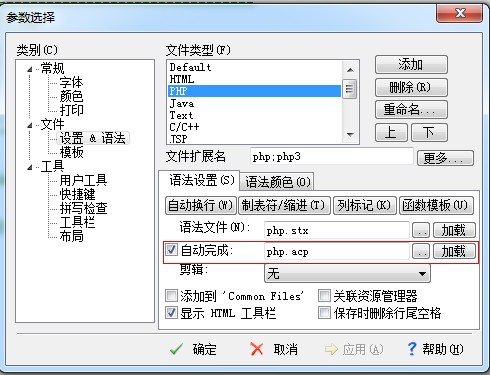 参数选择
类别(C)
常规
字体
颜色
打印
文件
设置 & 语法
模板
工具
用户工具
快捷键
拼写检查
工具栏
布局
文件类型(F)
Default
HTML
PHP
Java
Text
C/C++
JSP
添加
删除(R)
重命名...
上 下
文件扩展名 php;php3 更多...
语法设置(S) 语法颜色(O)
自动换行(W) 制表符/缩进(T) 列标记(K) 函数模板(U)
语法文件(N): php.stx .. 加载
自动完成: php.acp .. 加载
剪辑: 无
添加到 'Common Files' 关联资源管理器
显示 HTML 工具栏 保存时删除行尾空格
确定 取消 应用(A) 帮助(H)